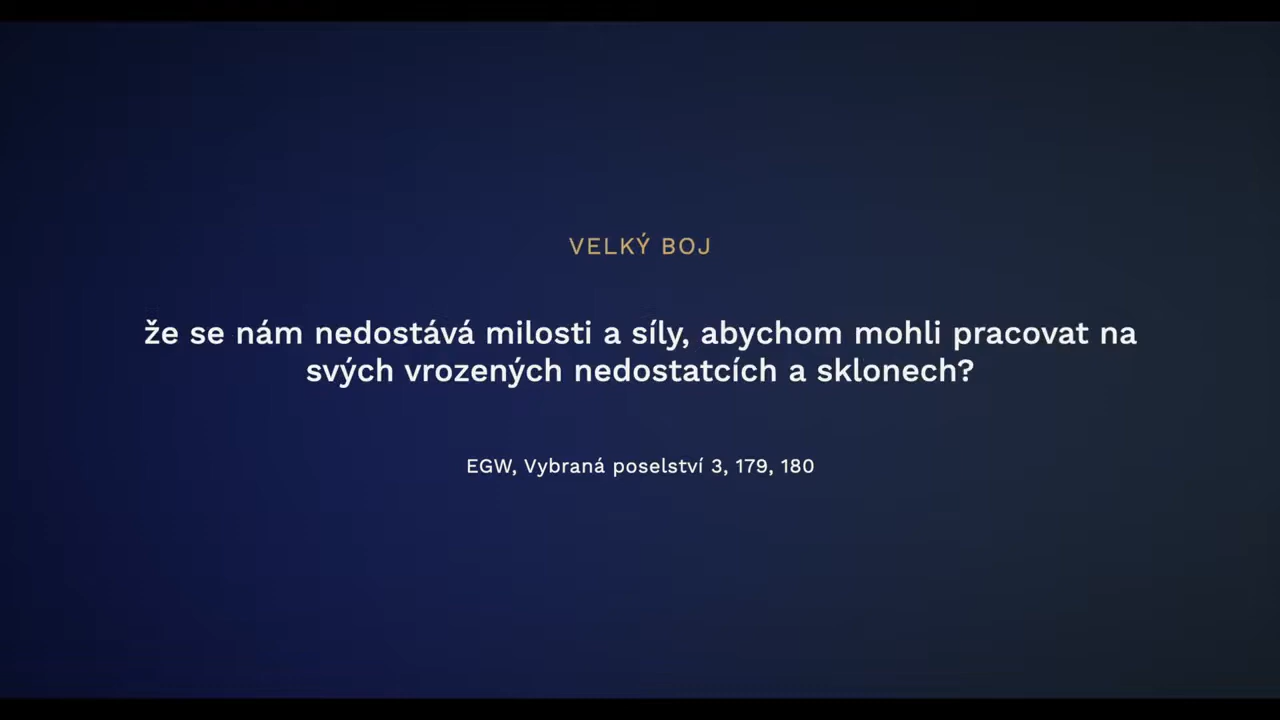 VELKÝ BOJ
že se nám nedostává milosti a síly, abychom mohli pracovat na
svých vrozených nedostatcích a sklonech?
EGW, Vybraná poselství 3, 179, 180